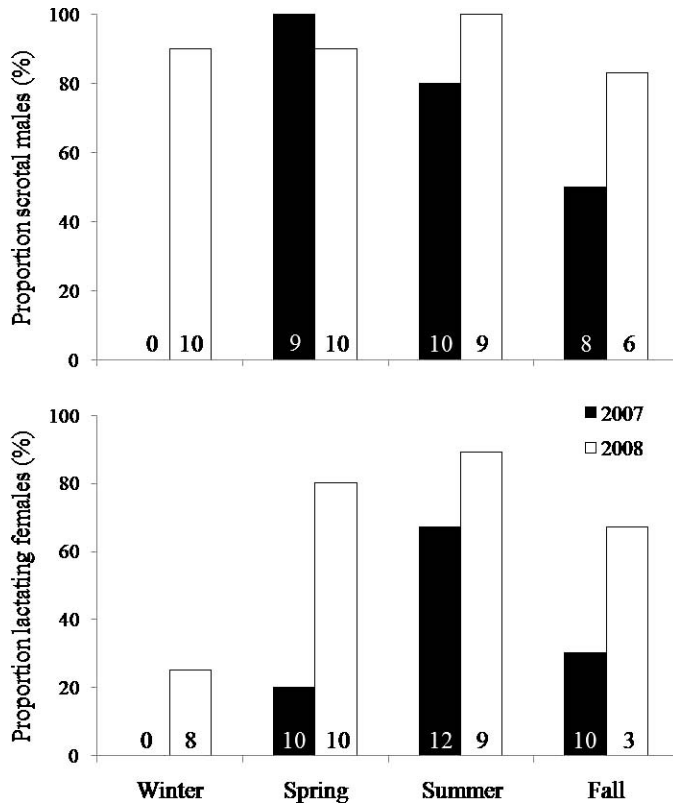 Proportion scrotal males (%)
100
80
60
40
20
0
0 10 9 10 10 9 8 6
Proportion lactating females (%)
100
80
60
40
20
0
2007
2008
0 8 10 10 12 9 10 3
Winter Spring Summer Fall